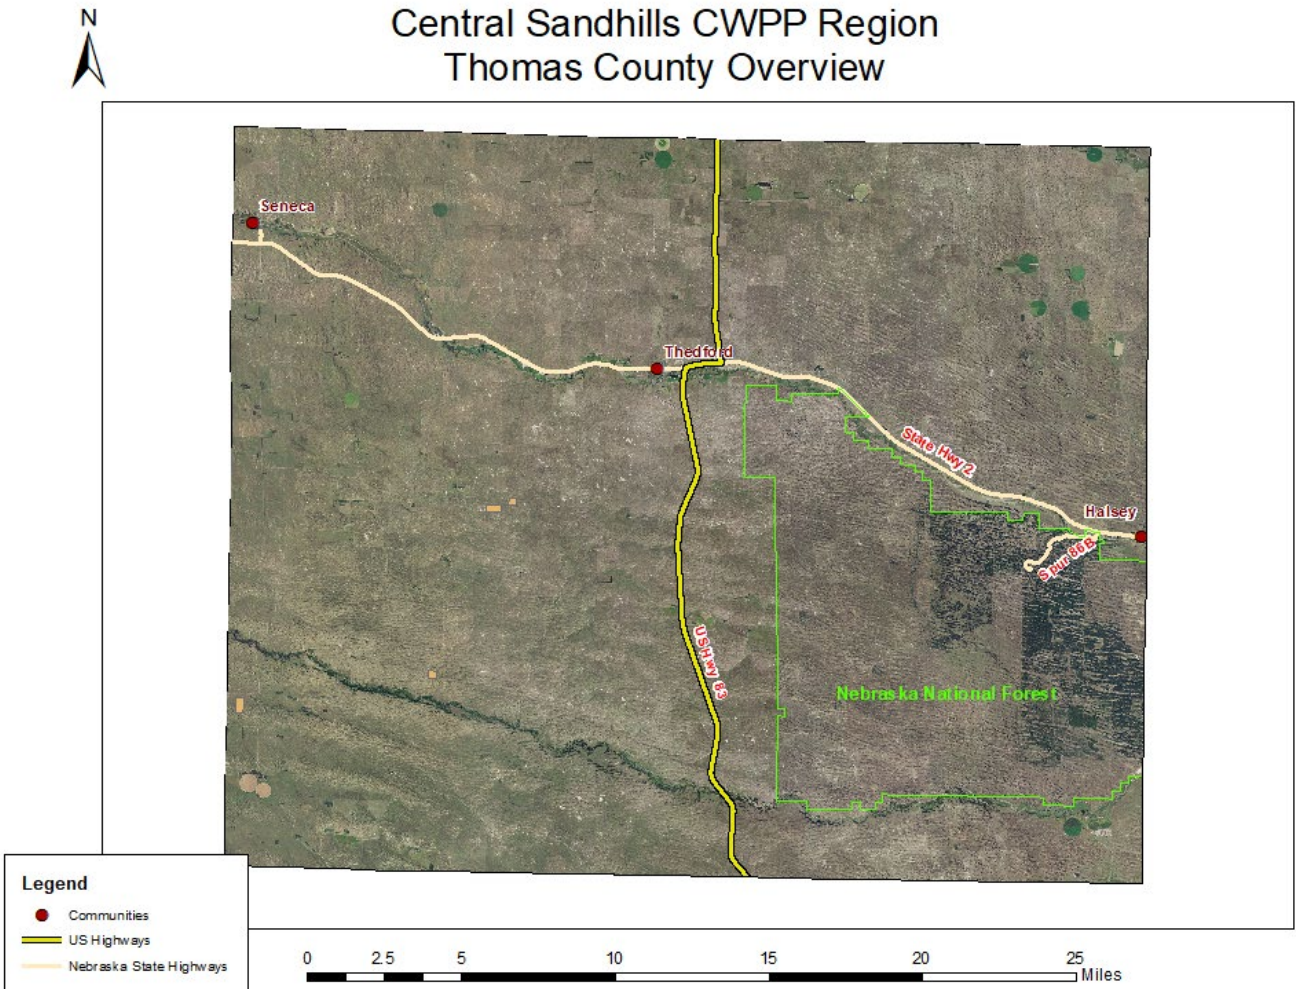 N
Central Sandhills CWPP Region
Thomas County Overview
Seneca
Thedford
State Hwy 2
Halsey
Spur 86B
US Hwy 83
Nebraska National Forest
Legend
Communities
US Highways
Nebraska State Highways
0 2.5 5 10 15 20 25
Miles